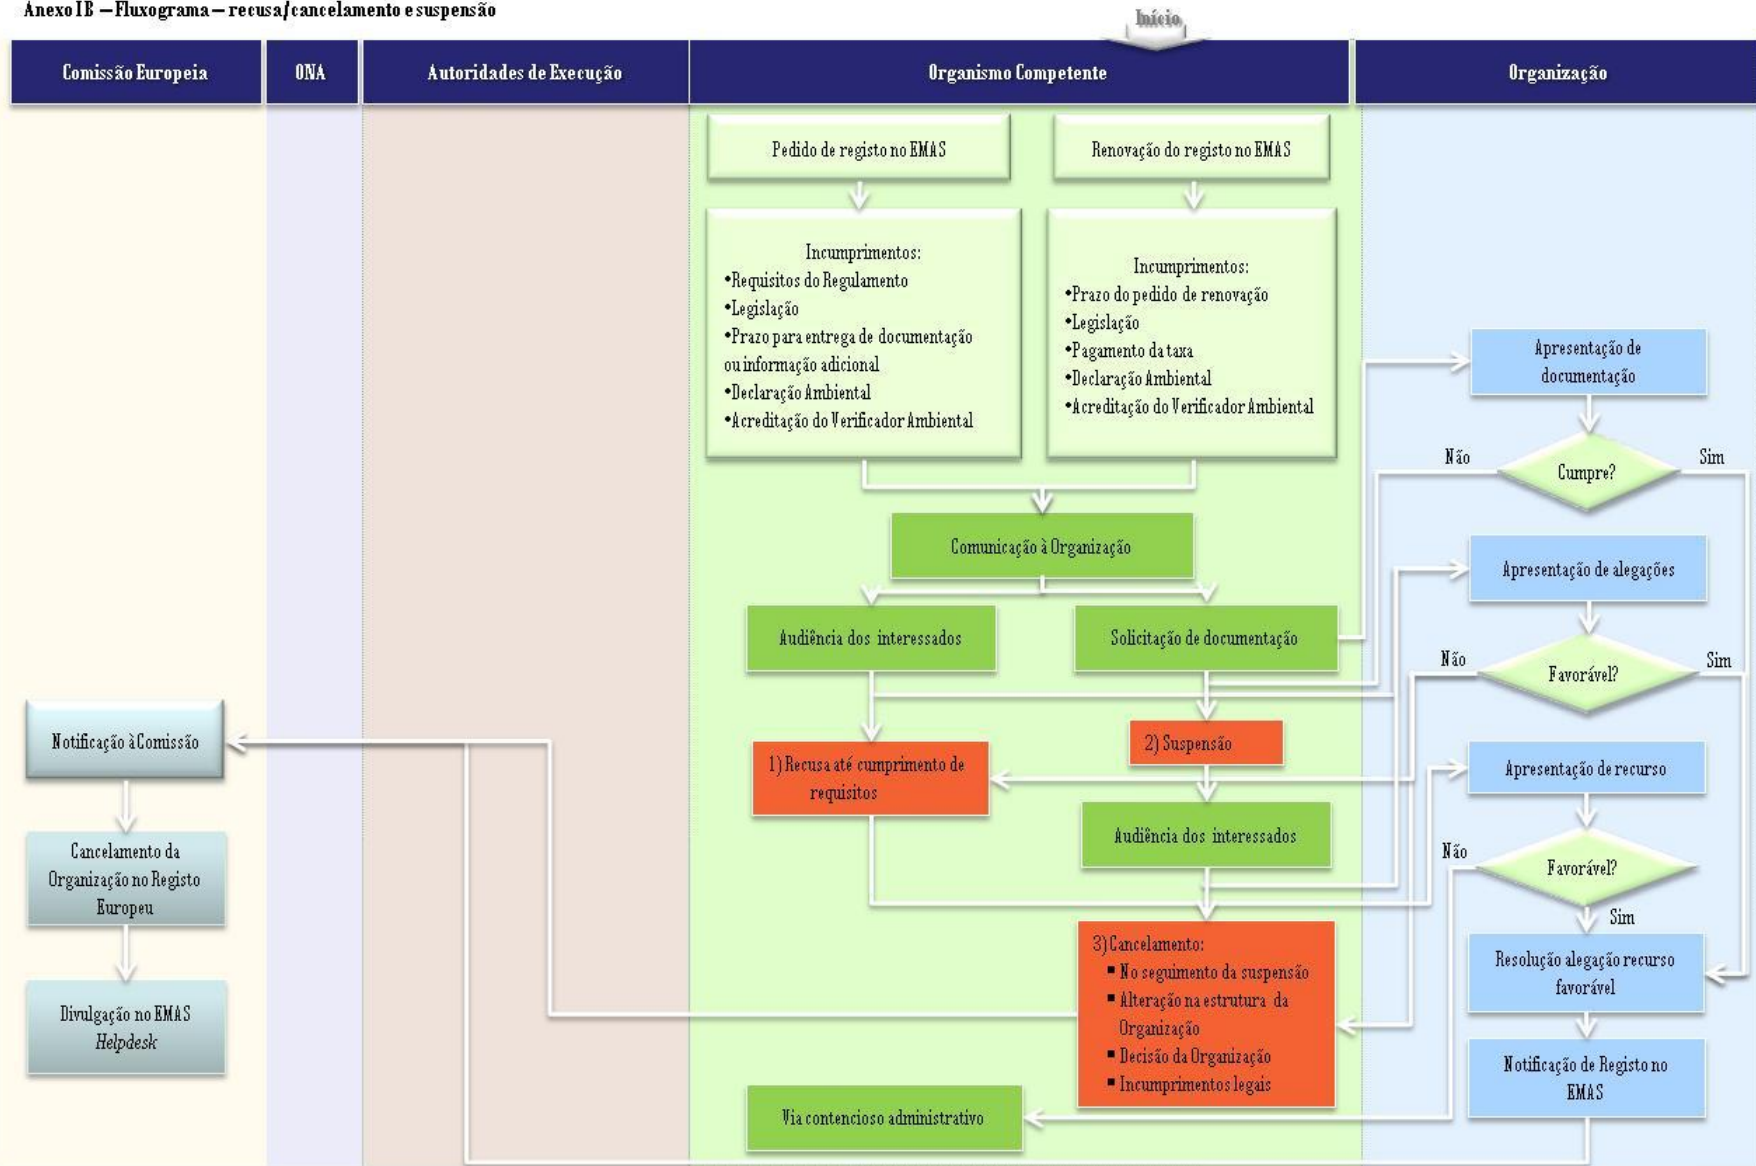 Anexo IB – Fluxograma – recusa/cancelamento e suspensão
Início
Comissão Europeia
ONA
Autoridades de Execução
Organismo Competente
Organização
Pedido de registo no EMAS
Renovação do registo no EMAS
Incumprimentos:
•Requisitos do Regulamento
•Legislação
•Prazo para entrega de documentação
ou informação adicional
•Declaração Ambiental
•Acreditação do Verificador Ambiental
Incumprimentos:
•Prazo do pedido de renovação
•Legislação
•Pagamento da taxa
•Declaração Ambiental
•Acreditação do Verificador Ambiental
Apresentação de
documentação
Não
Cumpre?
Sim
Comunicação à Organização
Apresentação de alegações
Audiência dos interessados
Solicitação de documentação
Não
Favorável?
Sim
Notificação à Comissão
1) Recusa até cumprimento de
requisitos
2) Suspensão
Apresentação de recurso
Audiência dos interessados
Não
Favorável?
Sim
Cancelamento da
Organização no Registo
Europeu
3)Cancelamento:
▪ No seguimento da suspensão
▪ Alteração na estrutura da
Organização
▪ Decisão da Organização
▪ Incumprimentos legais
Resolução alegação recurso
favorável
Divulgação no EMAS
Helpdesk
Notificação de Registo no
EMAS
Via contencioso administrativo